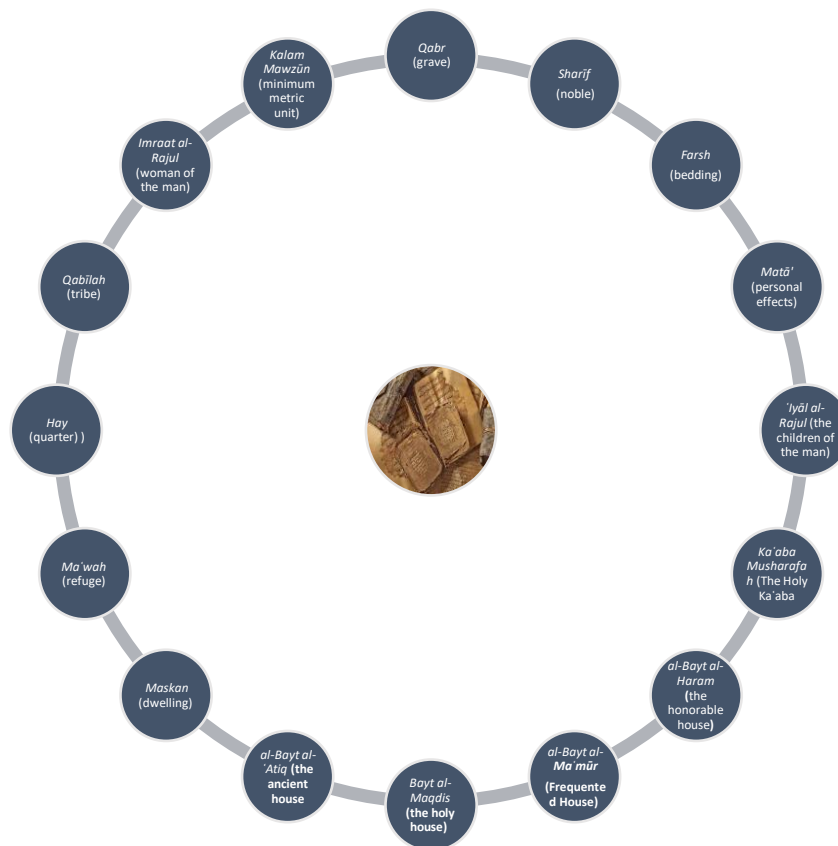 Qabr
(grave)
Sharīf
(noble)
Farsh
(bedding)
Matā'
(personal
effects)
ʿIyāl al-
Rajul (the
children of
the man)
Kaʿaba
Musharafa
h (The Holy
Kaʿaba
al-Bayt al-
Haram
(the
honorable
house)
al-Bayt al-
Maʿmūr
(Frequente
d House)
Bayt al-
Maqdis
(the holy
house)
al-Bayt al-
ʿAtiq (the
ancient
house
Maskan
(dwelling)
Maʿwah
(refuge)
Hay
(quarter) )
Qabīlah
(tribe)
Imraat al-
Rajul
(woman of
the man)
Kalam
Mawzūn
(minimum
metric
unit)